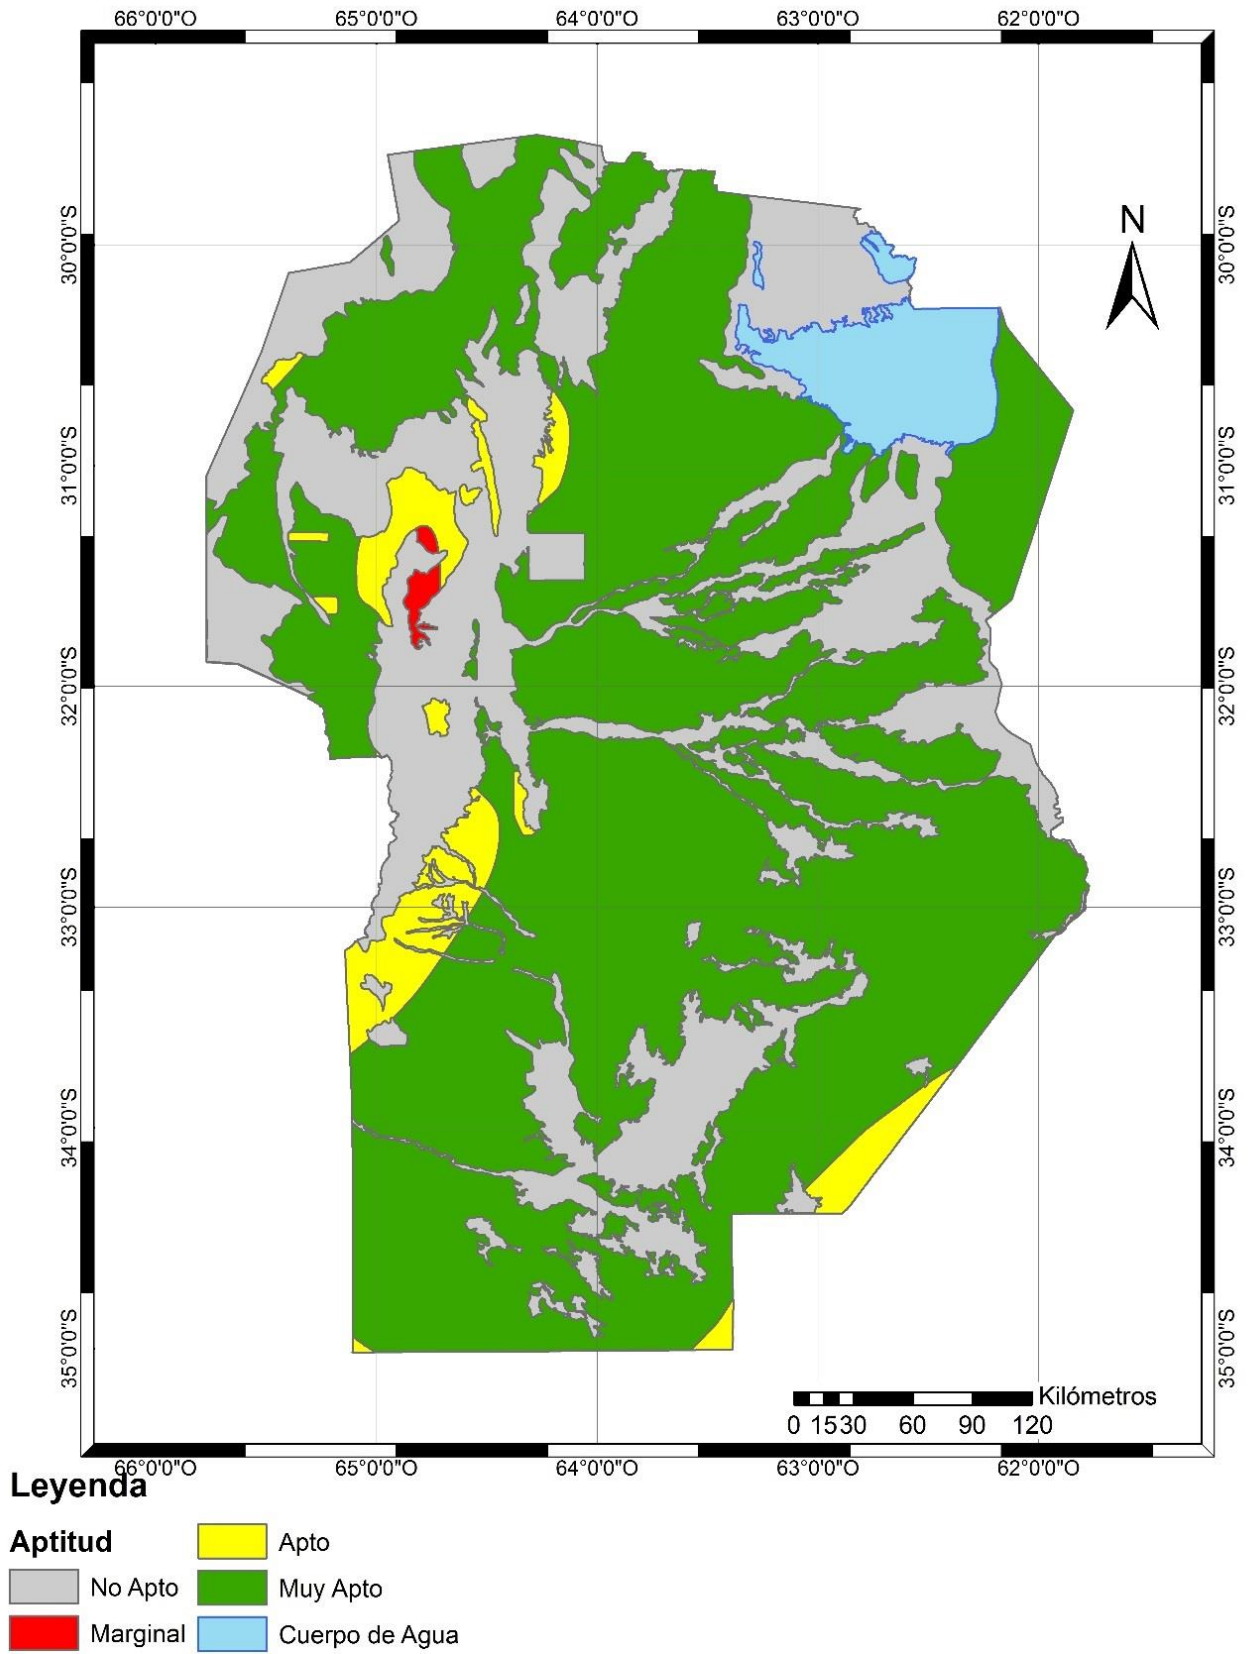 66°0'0"O 65°0'0"O 64°0'0"O 63°0'0"O 62°0'0"O
N
30°0'0"S 30°0'0"S
31°0'0"S 31°0'0"S
32°0'0"S 32°0'0"S
33°0'0"S 33°0'0"S
34°0'0"S 34°0'0"S
35°0'0"S 35°0'0"S
Kilómetros
0 15 30 60 90 120
66°0'0"O 65°0'0"O 64°0'0"O 63°0'0"O 62°0'0"O
Leyenda
Aptitud
No Apto
Marginal
Apto
Muy Apto
Cuerpo de Agua